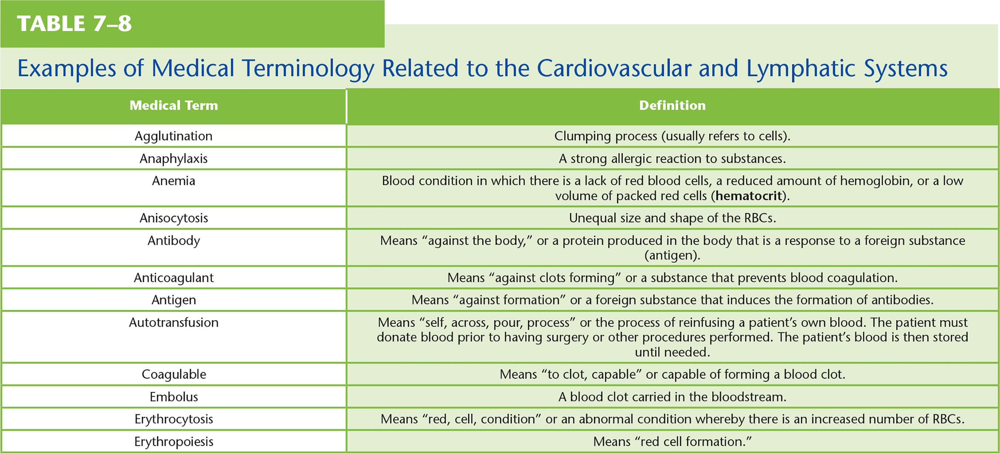 TABLE 7–8
Examples of Medical Terminology Related to the Cardiovascular and Lymphatic Systems
Medical Term Definition
Agglutination Clumping process (usually refers to cells).
Anaphylaxis A strong allergic reaction to substances.
Anemia Blood condition in which there is a lack of red blood cells, a reduced amount of hemoglobin, or a low
volume of packed red cells (hematocrit).
Anisocytosis Unequal size and shape of the RBCs.
Antibody Means “against the body,” or a protein produced in the body that is a response to a foreign substance
(antigen).
Anticoagulant Means “against clots forming” or a substance that prevents blood coagulation.
Antigen Means “against formation” or a foreign substance that induces the formation of antibodies.
Autotransfusion Means “self, across, pour, process” or the process of reinfusing a patient’s own blood. The patient must
donate blood prior to having surgery or other procedures performed. The patient’s blood is then stored
until needed.
Coagulable Means “to clot, capable” or capable of forming a blood clot.
Embolus A blood clot carried in the bloodstream.
Erythrocytosis Means “red, cell, condition” or an abnormal condition whereby there is an increased number of RBCs.
Erythropoiesis Means “red cell formation.”